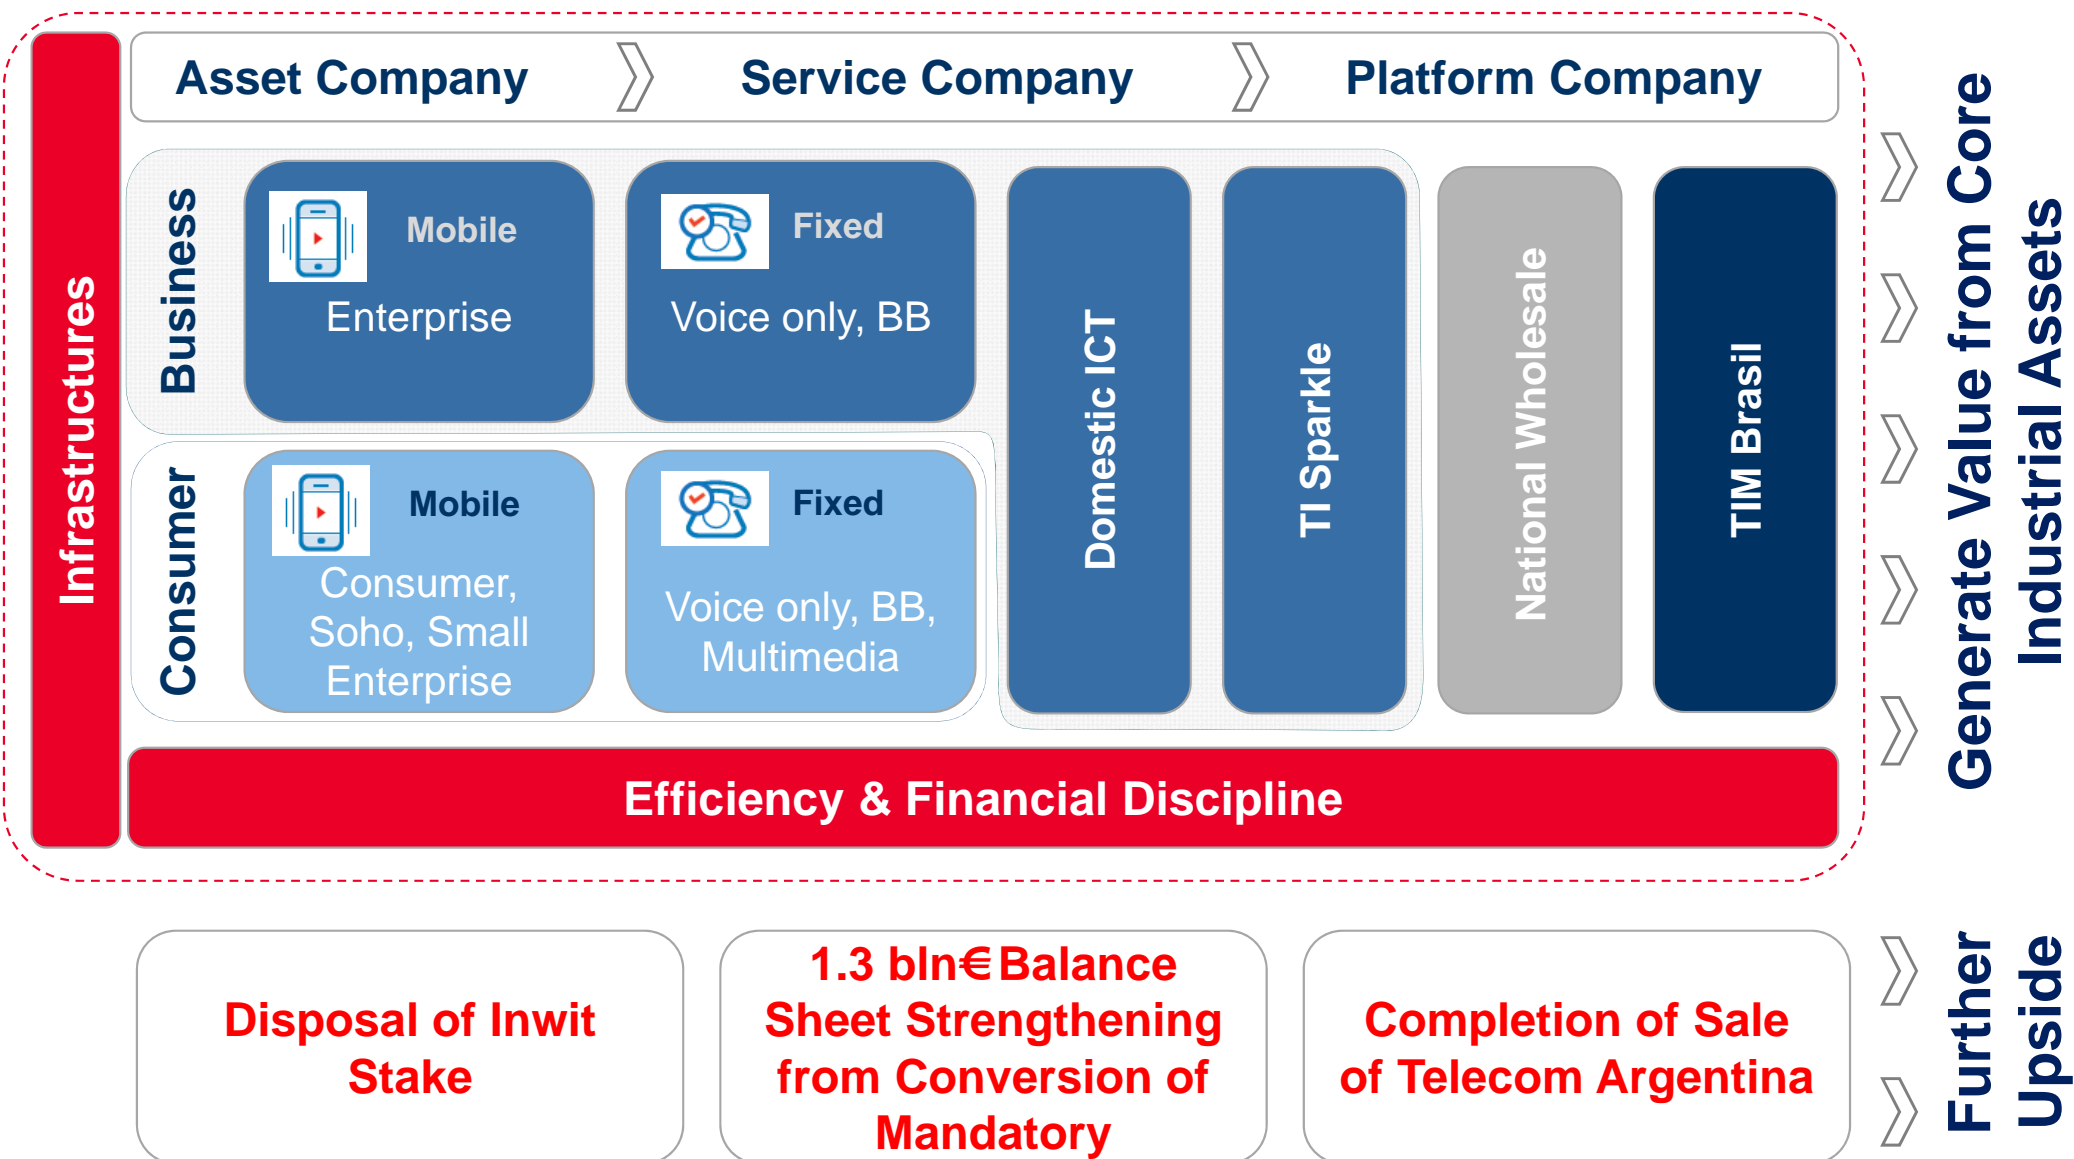 Asset Company
Service Company
Platform Company
Infrastructures
Business
Mobile
Enterprise
Fixed
Voice only, BB
Consumer
Mobile
Consumer,
Soho, Small
Enterprise
Fixed
Voice only, BB,
Multimedia
Domestic ICT
TI Sparkle
National Wholesale
TIM Brasil
Efficiency & Financial Discipline
Generate Value from Core
Industrial Assets
Disposal of Inwit
Stake
1.3 bln€ Balance
Sheet Strengthening
from Conversion of
Mandatory
Completion of Sale
of Telecom Argentina
Further
Upside